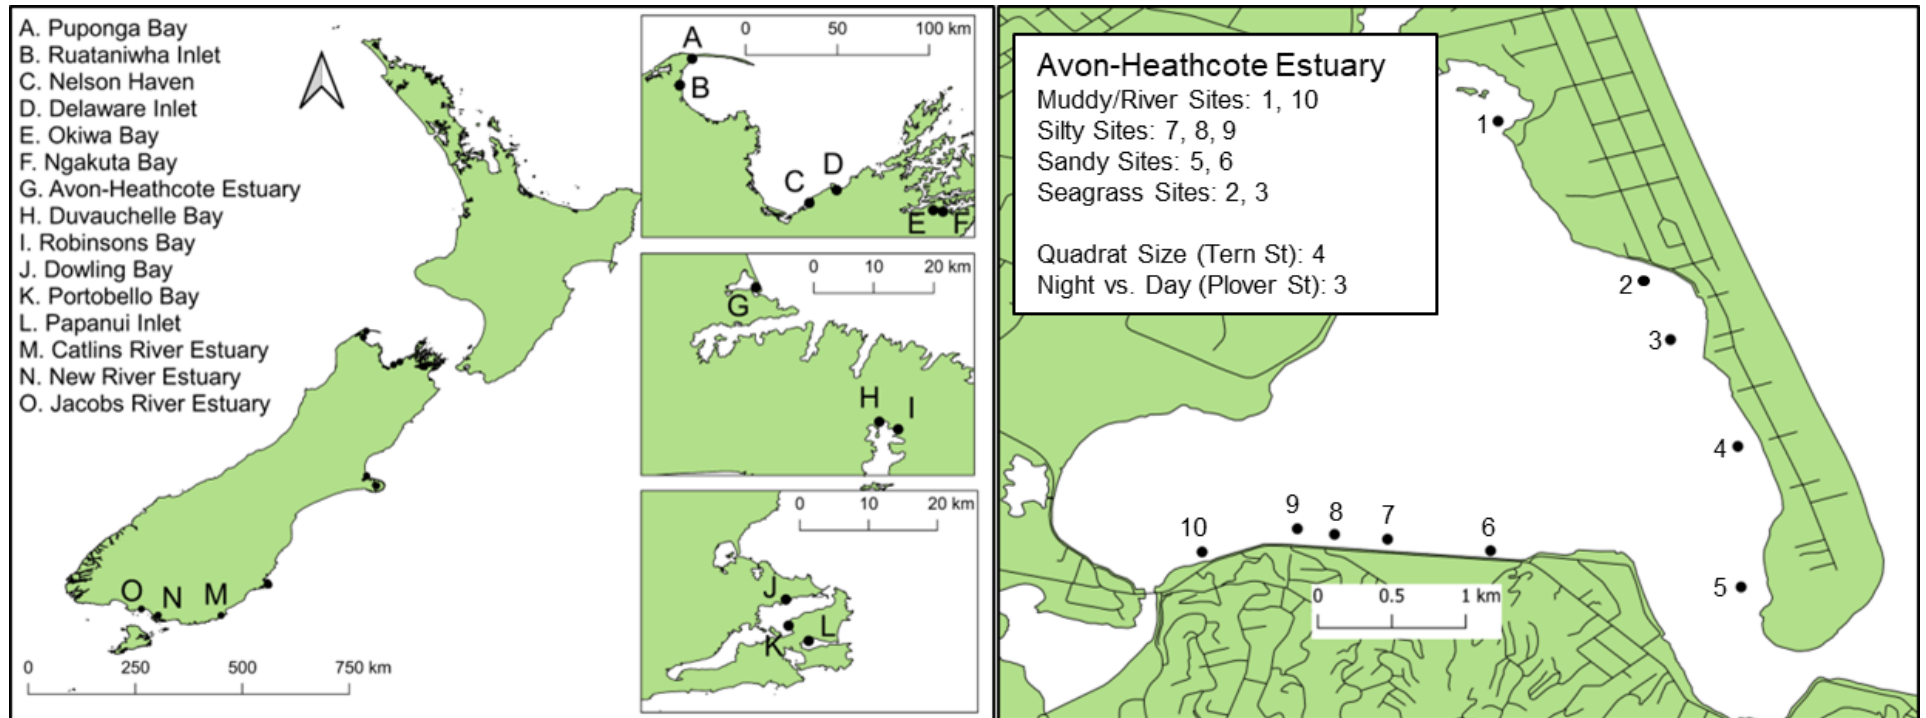 A. Puponga Bay
B. Ruataniwha Inlet
C. Nelson Haven
D. Delaware Inlet
E. Okiwa Bay
F. Ngakuta Bay
G. Avon-Heathcote Estuary
H. Duvauchelle Bay
I. Robinsons Bay
J. Dowling Bay
K. Portobello Bay
L. Papanui Inlet
M. Catlins River Estuary
N. New River Estuary
O. Jacobs River Estuary
O N M
0 250 500 750 km
0 50 100 km
A
B
C D
E F
0 10 20 km
G
H I
0 10 20 km
J
K L
Avon-Heathcote Estuary
Muddy/River Sites: 1, 10
Silty Sites: 7, 8, 9
Sandy Sites: 5, 6
Seagrass Sites: 2, 3
Quadrat Size (Tern St): 4
Night vs. Day (Plover St): 3
1
2
3
4
10 9 8 7 6
5
0 0.5 1 km